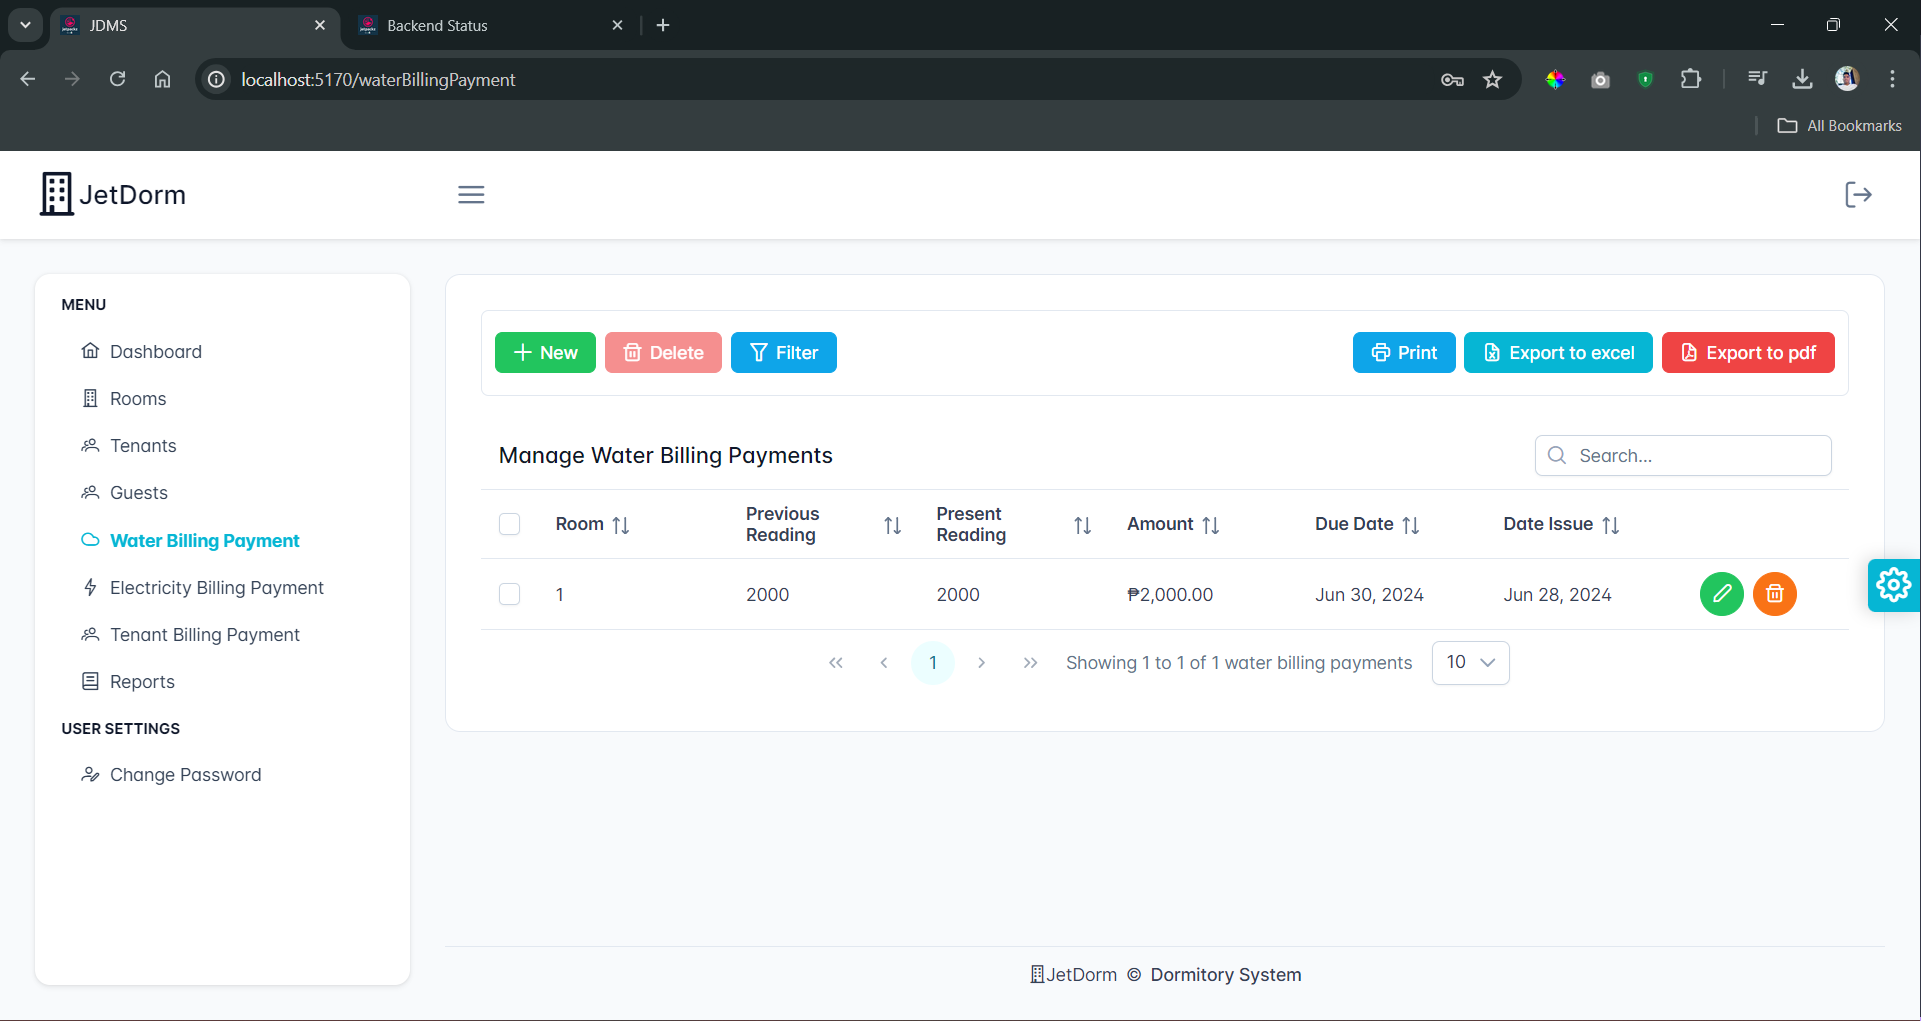 JDMS
Backend Status
localhost:5170/waterBillingPayment
All Bookmarks
JetDorm
MENU
Dashboard
Rooms
Tenants
Guests
Water Billing Payment
Electricity Billing Payment
Tenant Billing Payment
Reports
USER SETTINGS
Change Password
New Delete Filter Print Export to excel Export to pdf
Manage Water Billing Payments
Search...
Room Previous Reading Present Reading Amount Due Date Date Issue
1 2000 2000 ₱2,000.00 Jun 30, 2024 Jun 28, 2024
1 Showing 1 to 1 of 1 water billing payments 10
JetDorm © Dormitory System